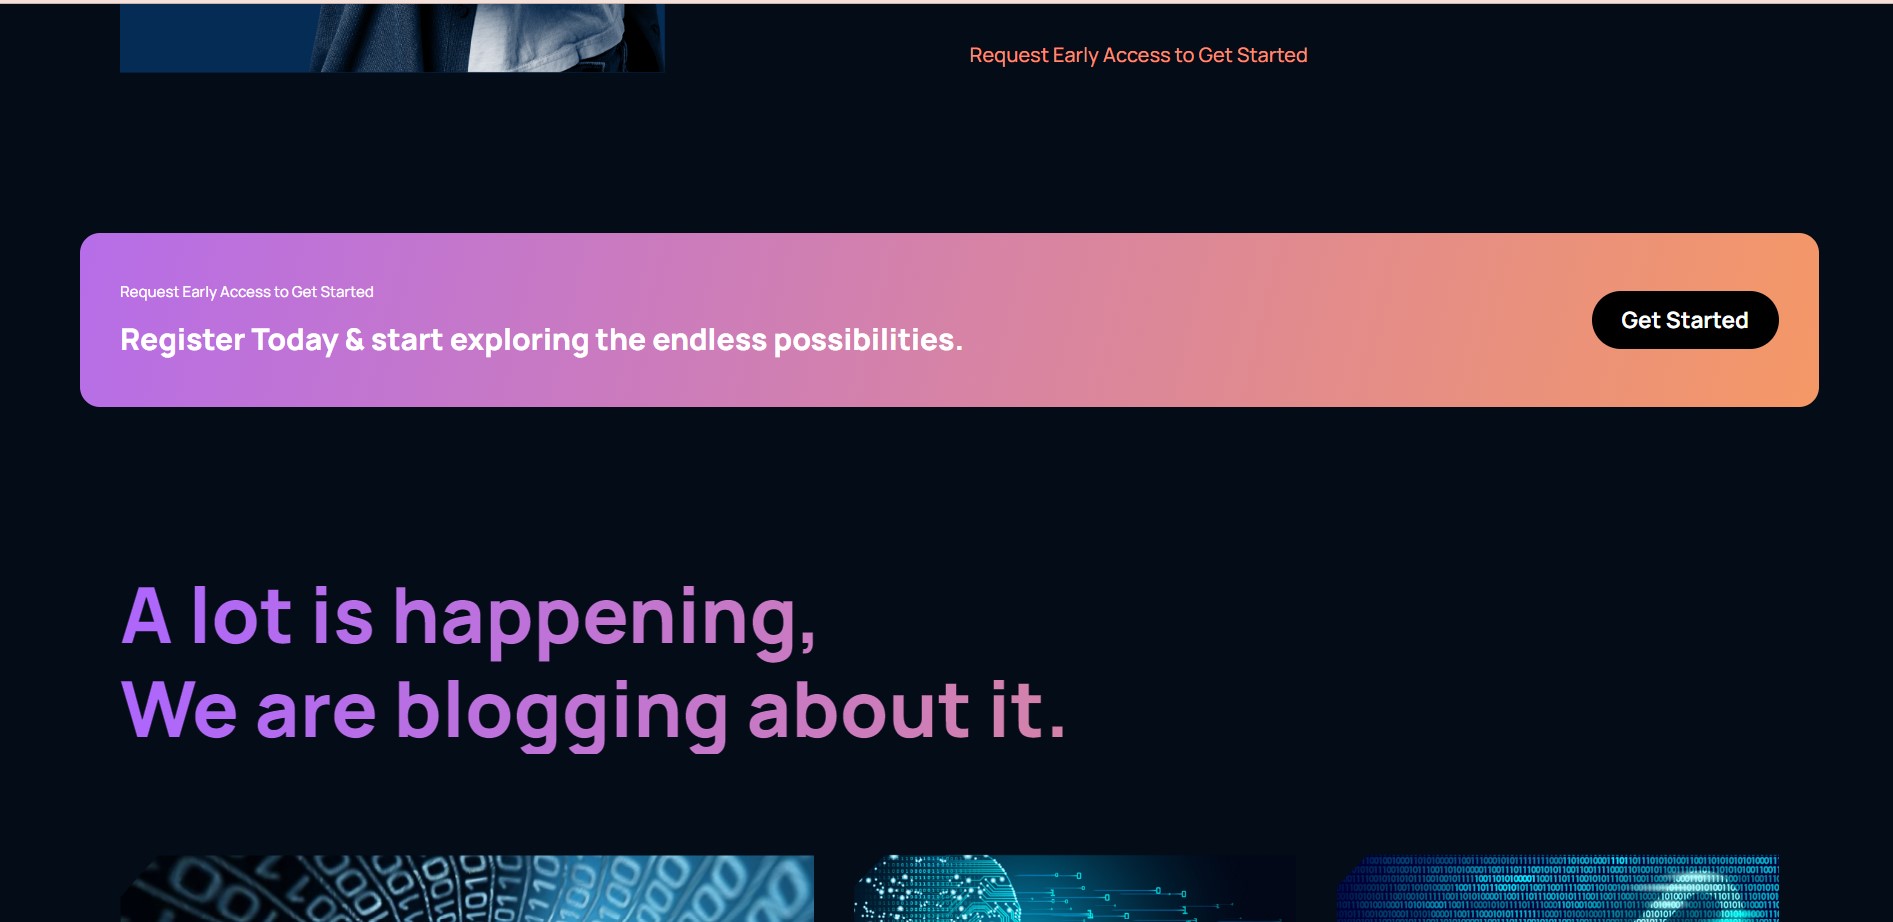 Request Early Access to Get Started
Request Early Access to Get Started
Register Today & start exploring the endless possibilities.
Get Started
A lot is happening,
We are blogging about it.